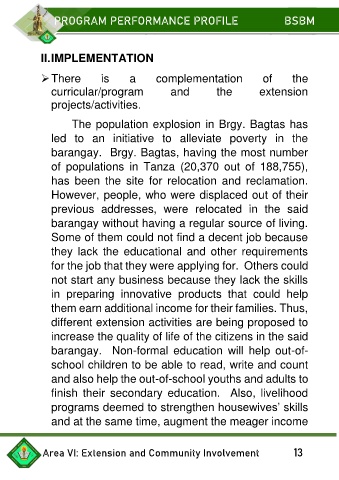 PROGRAM PERFORMANCE PROFILE BSBM
II.IMPLEMENTATION
➢There is a complementation of the
curricular/program and the extension
projects/activities.
The population explosion in Brgy. Bagtas has
led to an initiative to alleviate poverty in the
barangay. Brgy. Bagtas, having the most number
of populations in Tanza (20,370 out of 188,755),
has been the site for relocation and reclamation.
However, people, who were displaced out of their
previous addresses, were relocated in the said
barangay without having a regular source of living.
Some of them could not find a decent job because
they lack the educational and other requirements
for the job that they were applying for. Others could
not start any business because they lack the skills
in preparing innovative products that could help
them earn additional income for their families. Thus,
different extension activities are being proposed to
increase the quality of life of the citizens in the said
barangay. Non-formal education will help out-of-
school children to be able to read, write and count
and also help the out-of-school youths and adults to
finish their secondary education. Also, livelihood
programs deemed to strengthen housewives' skills
and at the same time, augment the meager income
Area VI: Extension and Community Involvement 13